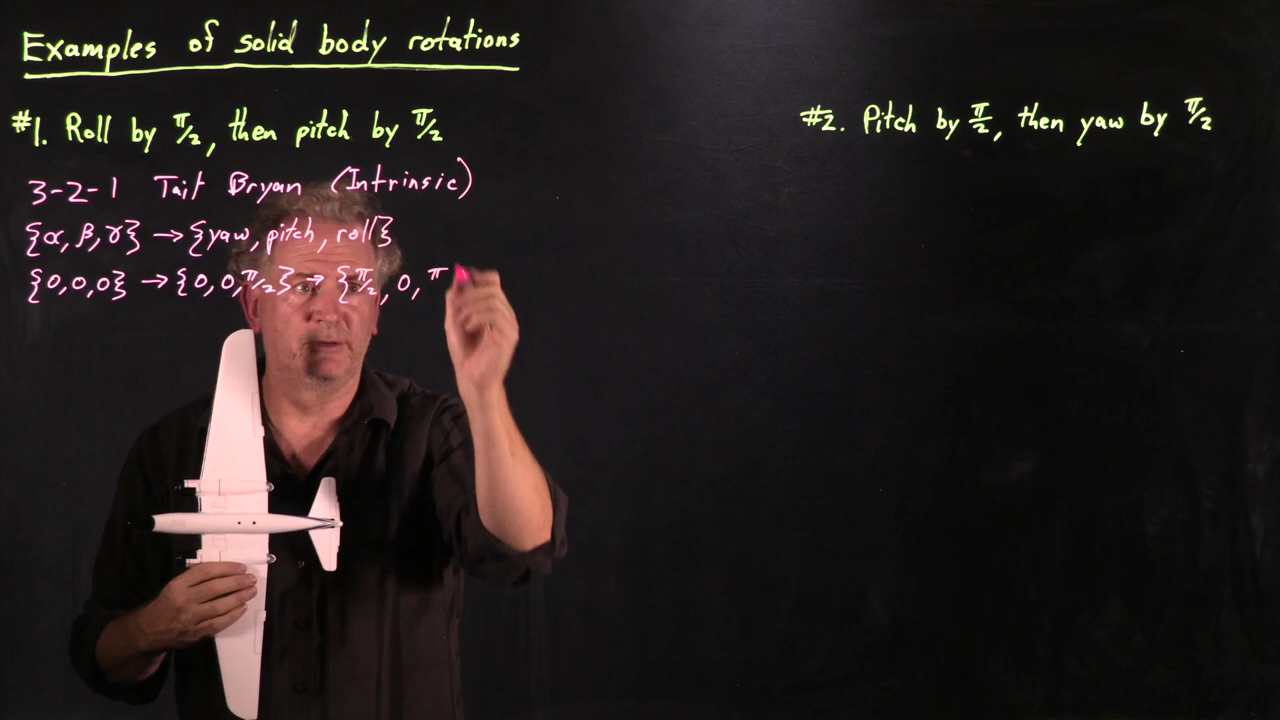 Examples of solid body rotations
#1. Roll by π/2, then pitch by π/2
3-2-1 Tait Bryan (Intrinsic)
{α, β, γ} → {yaw, pitch, roll}
{0,0,0} → {0,0,π/2} → {π/2, 0, π
#2. Pitch by π/2, then yaw by π/2